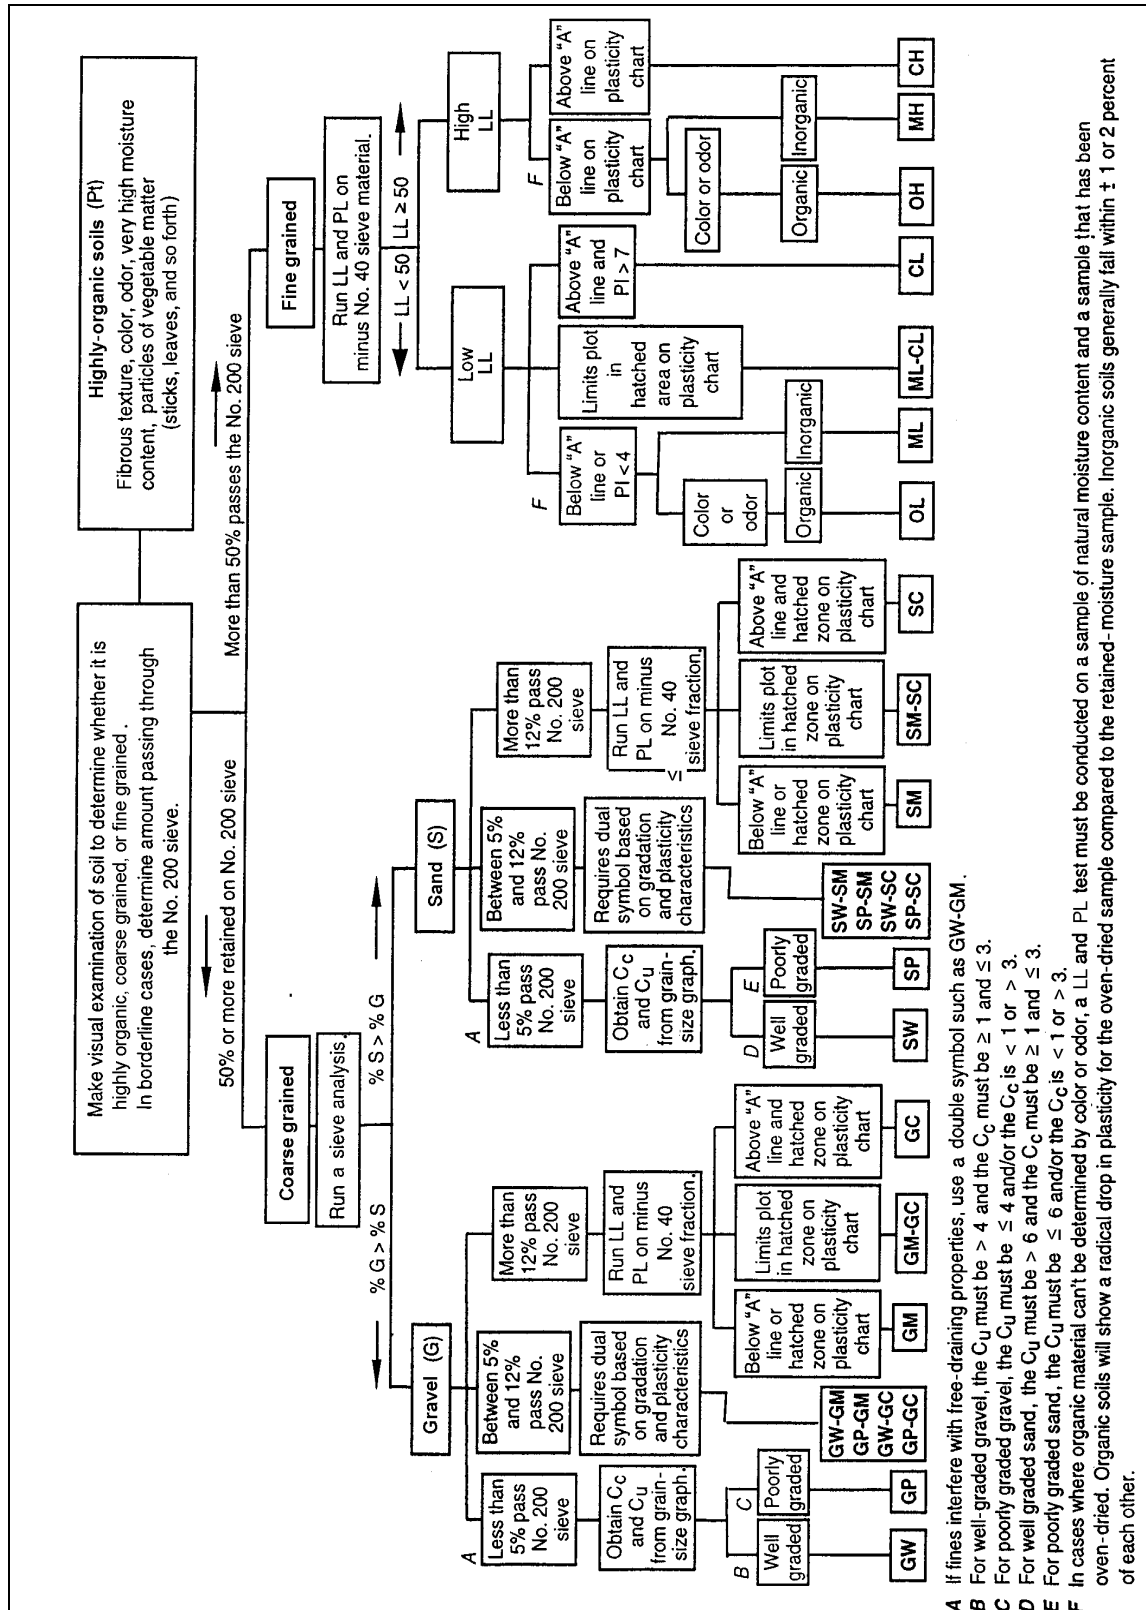 Make visual examination of soil to determine whether it is
highly organic, coarse grained, or fine grained.
In borderline cases, determine amount passing through
the No. 200 sieve.
Highly-organic soils (Pt)
Fibrous texture, color, odor, very high moisture
content, particles of vegetable matter
(sticks, leaves, and so forth)
50% or more retained on No. 200 sieve
More than 50% passes the No. 200 sieve
Coarse grained
Run a sieve analysis.
% G > % S
% S > % G
Gravel (G)
A
Less than
5% pass
No. 200
sieve
Obtain Cc
and Cu
from grain-
size graph.
B
Well
graded
GW
C
Poorly
graded
GP
Between 5%
and 12%
pass No.
200 sieve
Requires dual
symbol based
on gradation
and plasticity
characteristics
GW-GM
GP-GM
GW-GC
GP-GC
More than
12% pass
No. 200
sieve
Run LL and
PL on minus
No. 40
sieve fraction.
Below “A”
line or
hatched
zone on
plasticity
chart
GM
Limits plot
in hatched
zone on
plasticity
chart
GM-GC
Above “A”
line and
hatched
zone on
plasticity
chart
GC
Sand (S)
A
Less than
5% pass
No. 200
sieve
Obtain Cc
and Cu
from grain-
size graph.
D
Well
graded
SW
E
Poorly
graded
SP
Between 5%
and 12%
pass No.
200 sieve
Requires dual
symbol based
on gradation
and plasticity
characteristics
SW-SM
SP-SM
SW-SC
SP-SC
More than
12% pass
No. 200
sieve
Run LL and
PL on minus
No. 40
sieve fraction.
≤
Below “A”
line or
hatched
zone on
plasticity
chart
SM
Limits plot
in hatched
zone on
plasticity
chart
SM-SC
Above “A”
line and
hatched
zone on
plasticity
chart
SC
Fine grained
Run LL and PL on
minus No. 40 sieve material.
LL < 50
LL ≥ 50
Low
LL
F
Below “A”
line or
PI < 4
Color
or
odor
Organic
OL
Inorganic
ML
Limits plot
in
hatched
area on
plasticity
chart
ML-CL
Above “A”
line and
PI > 7
CL
High
LL
F
Below “A”
line on
plasticity
chart
Color or odor
Organic
OH
Inorganic
MH
Above “A”
line on
plasticity
chart
CH
A If fines interfere with free-draining properties, use a double symbol such as GW-GM.
B For well-graded gravel, the Cu must be > 4 and the Cc must be ≥ 1 and ≤ 3.
C For poorly graded gravel, the Cu must be ≤ 4 and/or the Cc is < 1 or > 3.
D For well graded sand, the Cu must be > 6 and the Cc must be ≥ 1 and ≤ 3.
E For poorly graded sand, the Cu must be ≤ 6 and/or the Cc is < 1 or > 3.
F In cases where organic material can't be determined by color or odor, a LL and PL test must be conducted on a sample of natural moisture content and a sample that has been
oven-dried. Organic soils will show a radical drop in plasticity for the oven-dried sample compared to the retained-moisture sample. Inorganic soils generally fall within ± 1 or 2 percent
of each other.